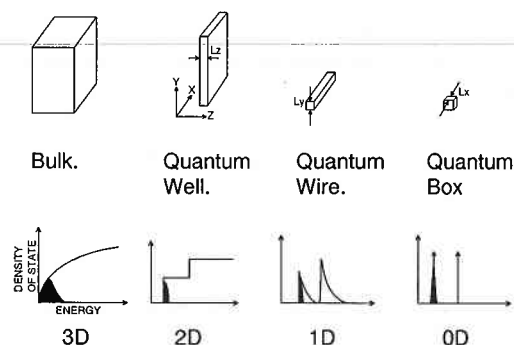 Lz
Y
X
Z
Ly
Lx
Bulk.
Quantum
Well.
Quantum
Wire.
Quantum
Box
DENSITY
OF STATE
ENERGY
3D
2D
1D
0D